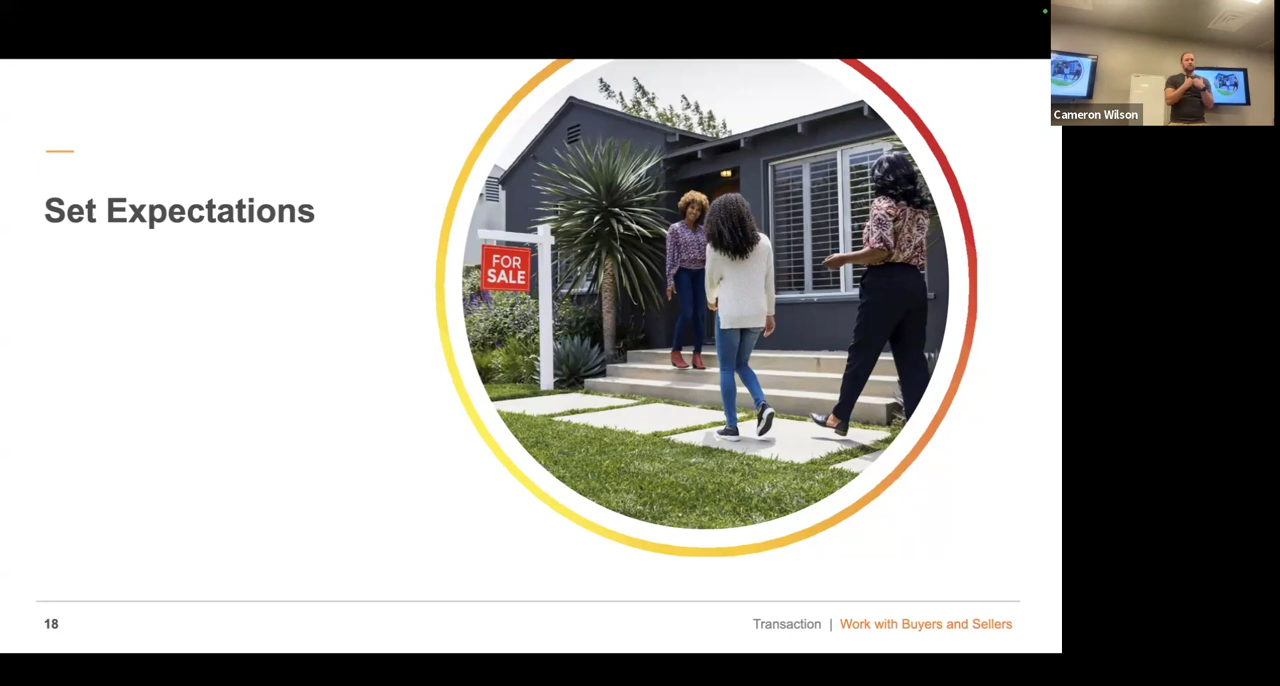 Cameron Wilson
Set Expectations
FOR
SALE
18
Transaction | Work with Buyers and Sellers